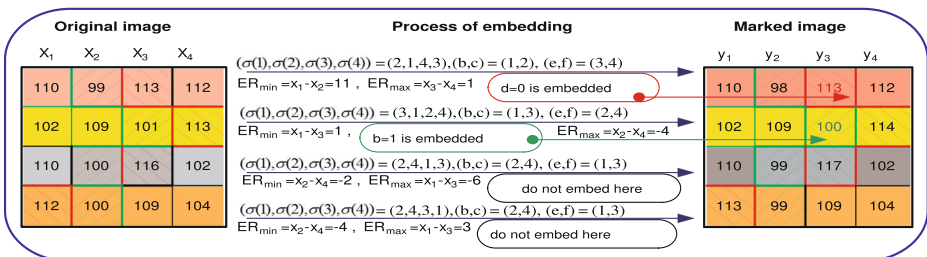 Original image Process of embedding Marked image
X1 X2 X3 X4 y1 y2 y3 y4
(σ(1),σ(2),σ(3),σ(4))=(2,1,4,3),(b,c)=(1,2), (e,f)=(3,4)
110 99 113 112 ERmin=x1-x2=11 , ERmax=x3-x4=1 d=0 is embedded 110 98 113 112
(σ(1),σ(2),σ(3),σ(4))=(3,1,2,4),(b,c)=(1,3), (e,f)=(2,4)
102 109 101 113 ERmin=x1-x3=1 , b=1 is embedded ERmax=x2-x4=-4 102 109 100 114
(σ(1),σ(2),σ(3),σ(4))=(2,4,1,3),(b,c)=(2,4), (e,f)=(1,3)
110 100 116 102 ERmin=x2-x4=-2 , ERmax=x1-x3=-6 do not embed here 110 99 117 102
(σ(1),σ(2),σ(3),σ(4))=(2,4,3,1),(b,c)=(2,4), (e,f)=(1,3)
112 100 109 104 ERmin=x2-x4=-4 , ERmax=x1-x3=3 do not embed here 113 99 109 104